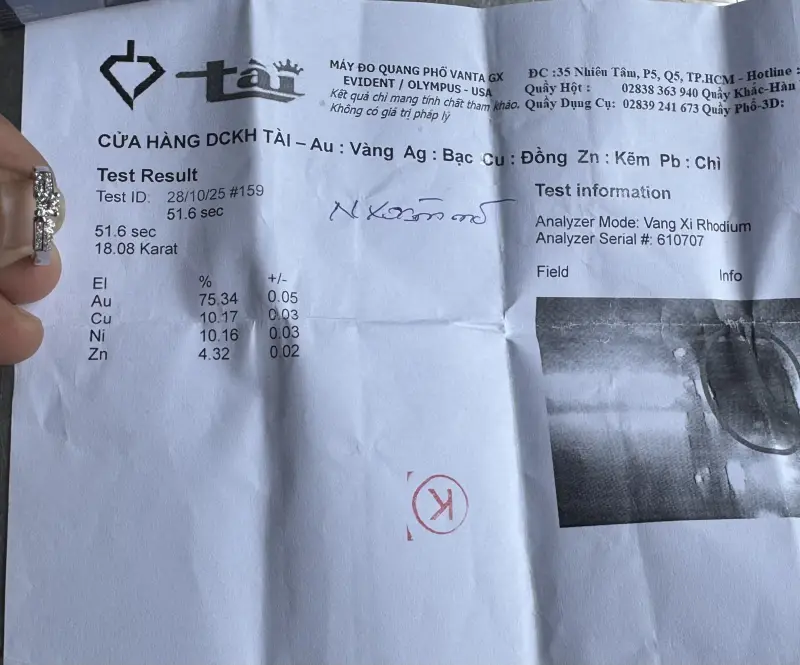 tài
MÁY ĐO QUANG PHỔ VANTA GX
EVIDENT / OLYMPUS - USA
Kết quả chỉ mang tính chất tham khảo.
Không có giá trị pháp lý
ĐC :35 Nhiêu Tâm, P5, Q5, TP.HCM - Hotline :
Quầy Hột : 02838 363 940 Quầy Khắc-Hàn
Quầy Dụng Cụ: 02839 241 673 Quầy Phổ-3D:
CỬA HÀNG DCKH TÀI – Au : Vàng Ag : Bạc Cu : Đồng Zn : Kẽm Pb : Chì
Test Result
Test ID: 28/10/25 #159
51.6 sec
51.6 sec
18.08 Karat
El % +/-
Au 75.34 0.05
Cu 10.17 0.03
Ni 10.16 0.03
Zn 4.32 0.02
Test information
Analyzer Mode: Vang Xi Rhodium
Analyzer Serial #: 610707
Field Info
K